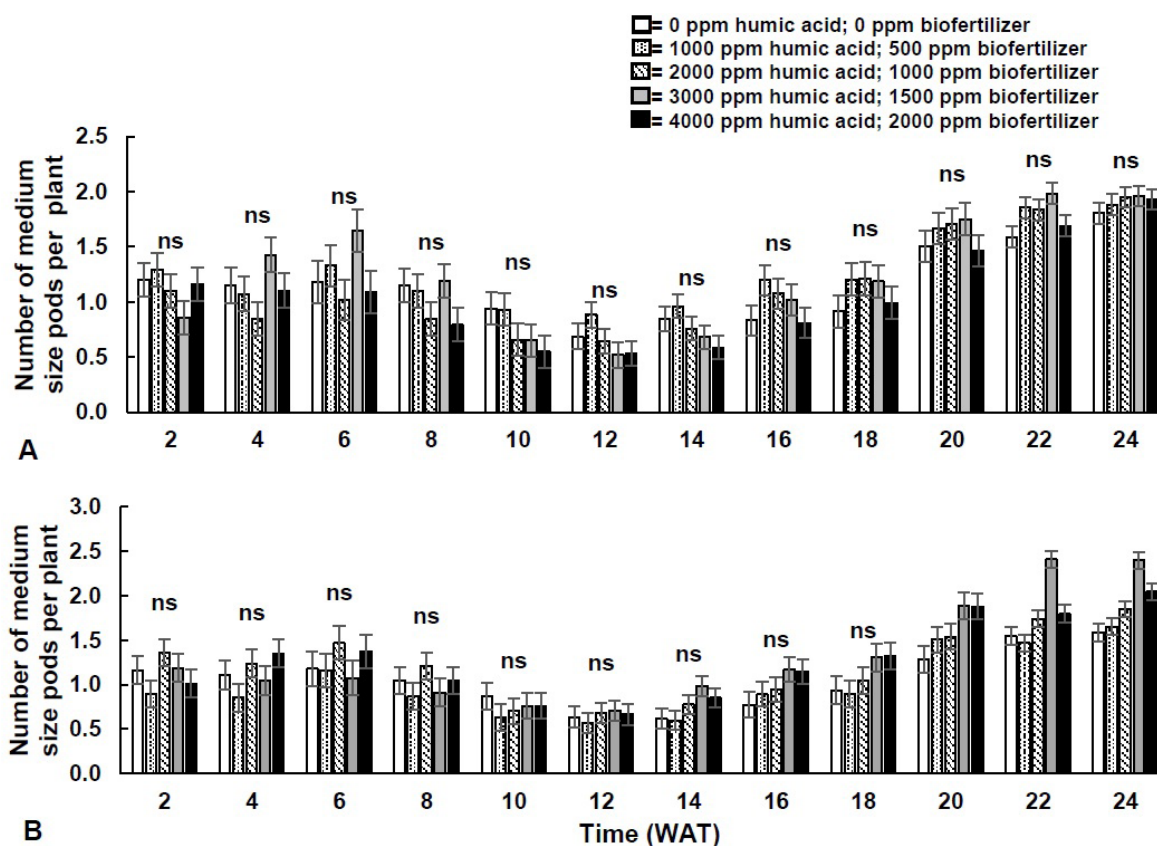 = 0 ppm humic acid; 0 ppm biofertilizer
= 1000 ppm humic acid; 500 ppm biofertilizer
= 2000 ppm humic acid; 1000 ppm biofertilizer
= 3000 ppm humic acid; 1500 ppm biofertilizer
= 4000 ppm humic acid; 2000 ppm biofertilizer
Number of medium
size pods per plant
2.5
2.0
1.5
1.0
0.5
0.0
ns ns ns ns ns ns ns ns ns ns ns ns
2 4 6 8 10 12 14 16 18 20 22 24
A
Number of medium
size pods per plant
3.0
2.5
2.0
1.5
1.0
0.5
0.0
ns ns ns ns ns ns ns ns ns
2 4 6 8 10 12 14 16 18 20 22 24
B
Time (WAT)